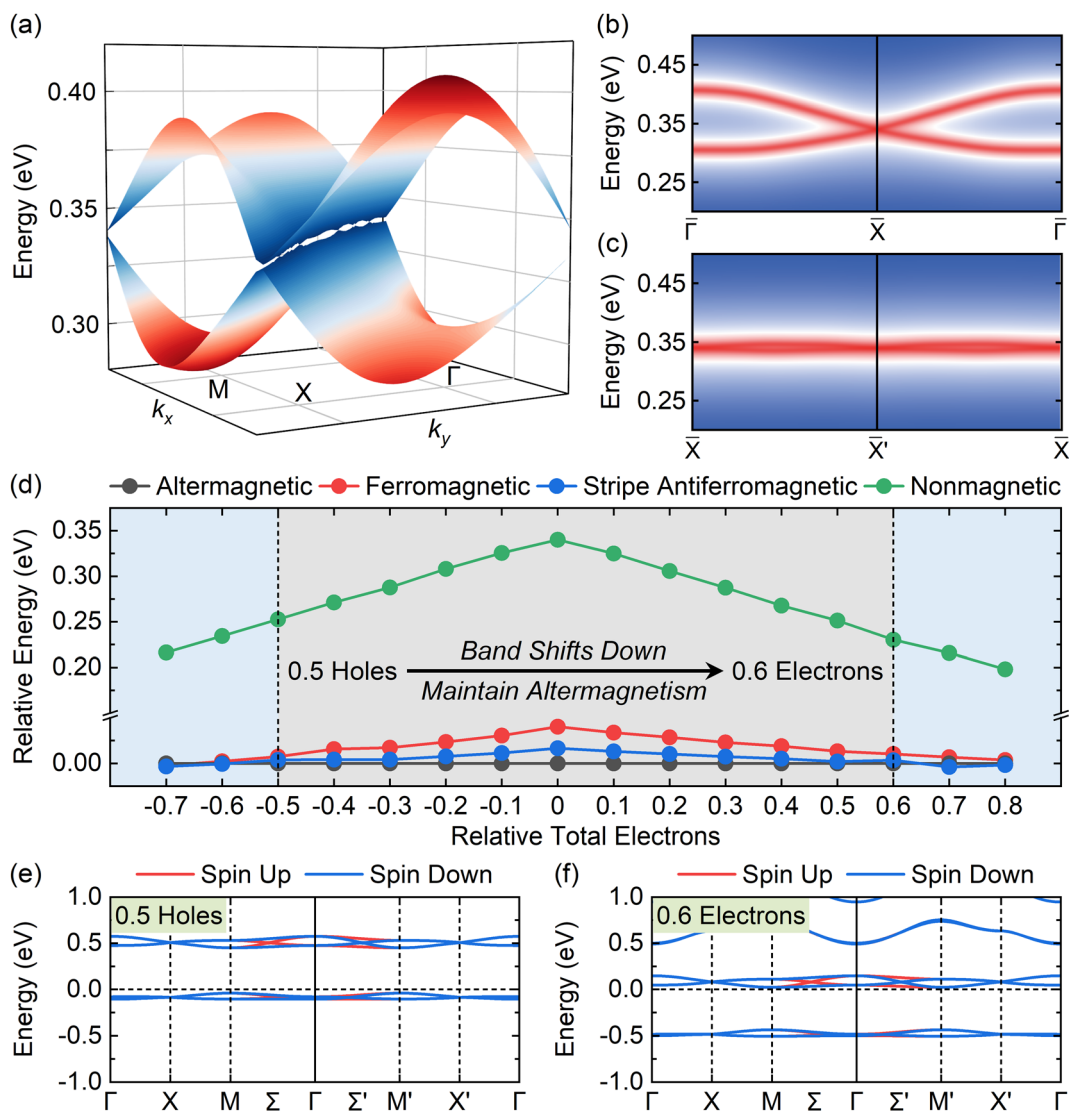 (a)
Energy (eV)
0.40
0.35
0.30
M
X
Γ
kₓ
k_y
(b)
Energy (eV)
0.45
0.35
0.25
Γ̅
X̅
Γ̅
(c)
Energy (eV)
0.45
0.35
0.25
X̅
X̅'
X̅
(d)
Altermagnetic Ferromagnetic Stripe Antiferromagnetic Nonmagnetic
Relative Energy (eV)
0.35
0.30
0.25
0.20
0.00
0.5 Holes
Band Shifts Down
Maintain Altermagnetism
0.6 Electrons
-0.7 -0.6 -0.5 -0.4 -0.3 -0.2 -0.1 0 0.1 0.2 0.3 0.4 0.5 0.6 0.7 0.8
Relative Total Electrons
(e)
Spin Up Spin Down
0.5 Holes
Energy (eV)
1.0
0.5
0.0
-0.5
-1.0
Γ X M Σ Γ Σ' M' X' Γ
(f)
Spin Up Spin Down
0.6 Electrons
Energy (eV)
1.0
0.5
0.0
-0.5
-1.0
Γ X M Σ Γ Σ' M' X' Γ